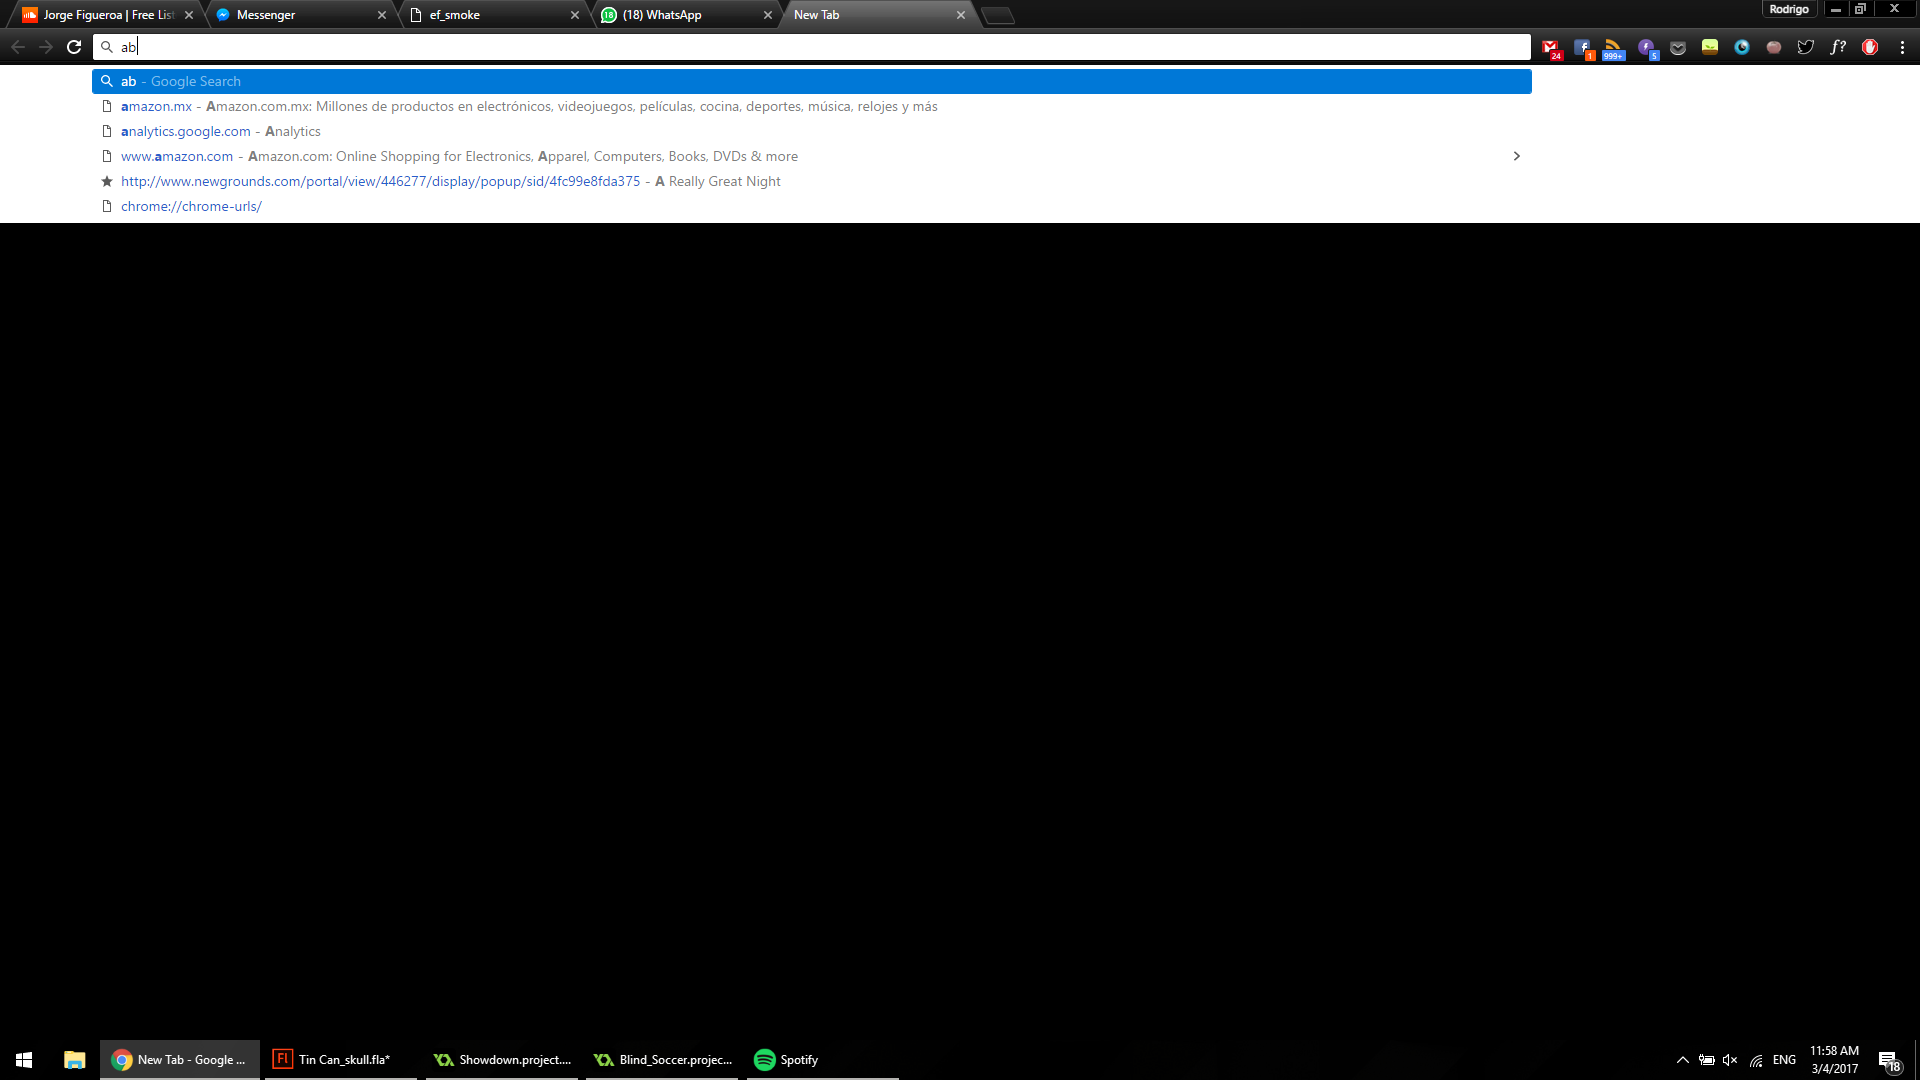 Jorge Figueroa | Free List
Messenger
ef_smoke
18 (18) WhatsApp
New Tab
Rodrigo
ab
24
1
999+
5
f?
ab - Google Search
amazon.mx - Amazon.com.mx: Millones de productos en electrónicos, videojuegos, películas, cocina, deportes, música, relojes y más
analytics.google.com - Analytics
www.amazon.com - Amazon.com: Online Shopping for Electronics, Apparel, Computers, Books, DVDs & more
http://www.newgrounds.com/portal/view/446277/display/popup/sid/4fc99e8fda375 - A Really Great Night
chrome://chrome-urls/
New Tab - Google ...
Fl Tin Can_skull.fla*
Showdown.project....
Blind_Soccer.projec...
Spotify
ENG
11:58 AM
3/4/2017
18